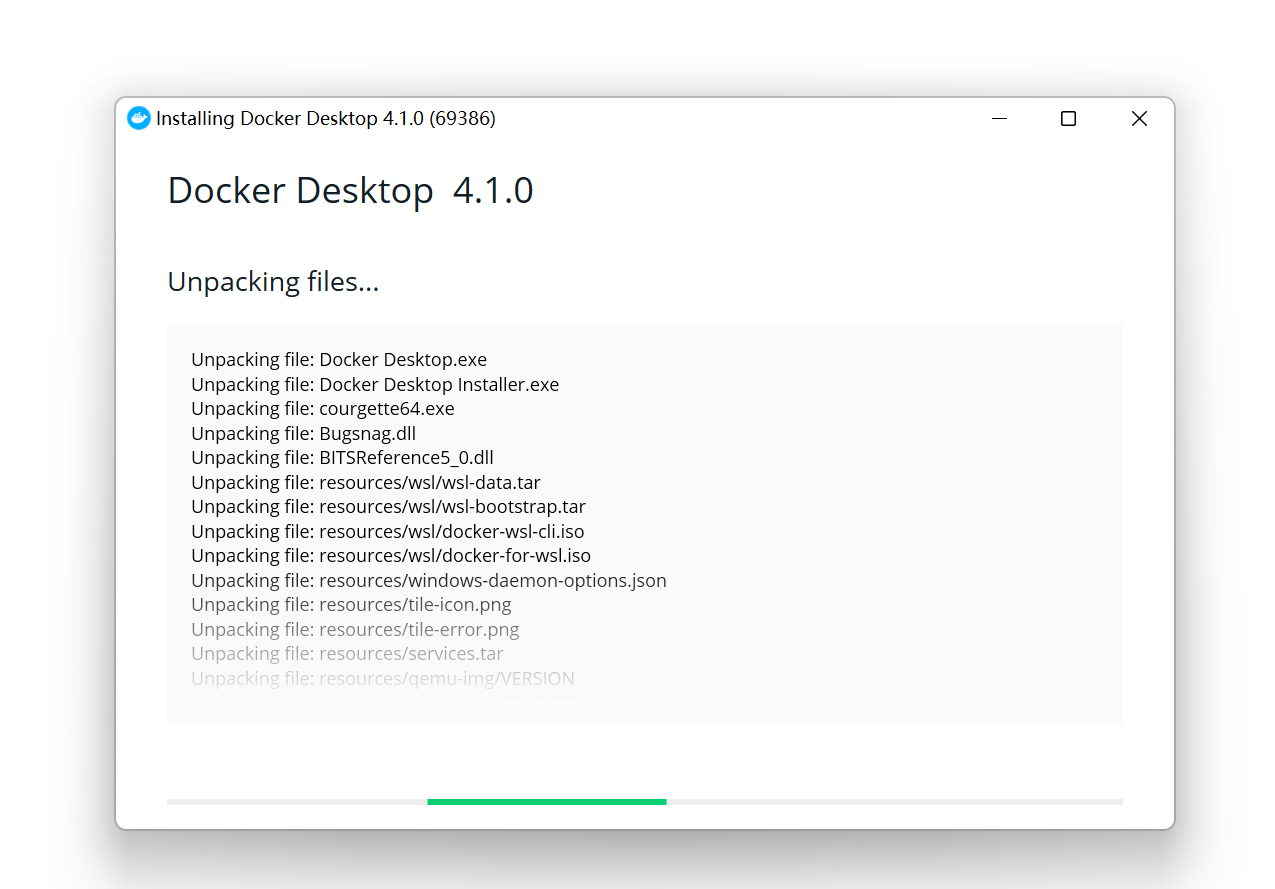 Installing Docker Desktop 4.1.0 (69386)
Docker Desktop 4.1.0
Unpacking files...
Unpacking file: Docker Desktop.exe
Unpacking file: Docker Desktop Installer.exe
Unpacking file: courgette64.exe
Unpacking file: Bugsnag.dll
Unpacking file: BITSReference5_0.dll
Unpacking file: resources/wsl/wsl-data.tar
Unpacking file: resources/wsl/wsl-bootstrap.tar
Unpacking file: resources/wsl/docker-wsl-cli.iso
Unpacking file: resources/wsl/docker-for-wsl.iso
Unpacking file: resources/windows-daemon-options.json
Unpacking file: resources/tile-icon.png
Unpacking file: resources/tile-error.png
Unpacking file: resources/services.tar
Unpacking file: resources/qemu-img/VERSION